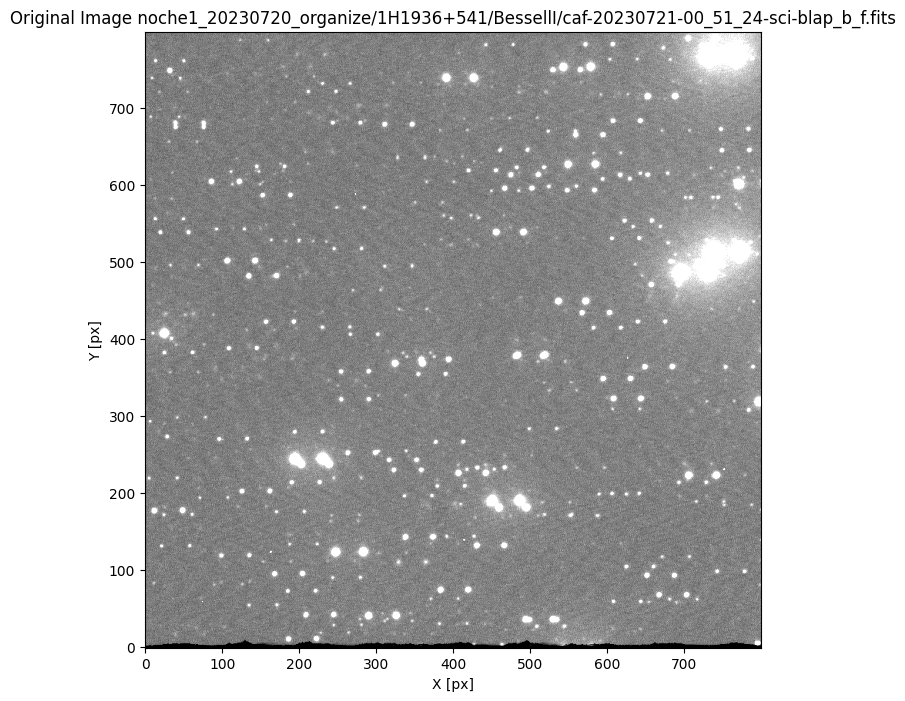 Original Image noche1_20230720_organize/1H1936+541/BessellI/caf-20230721-00_51_24-sci-blap_b_f.fits
Y [px]
700
600
500
400
300
200
100
0
0 100 200 300 400 500 600 700
X [px]